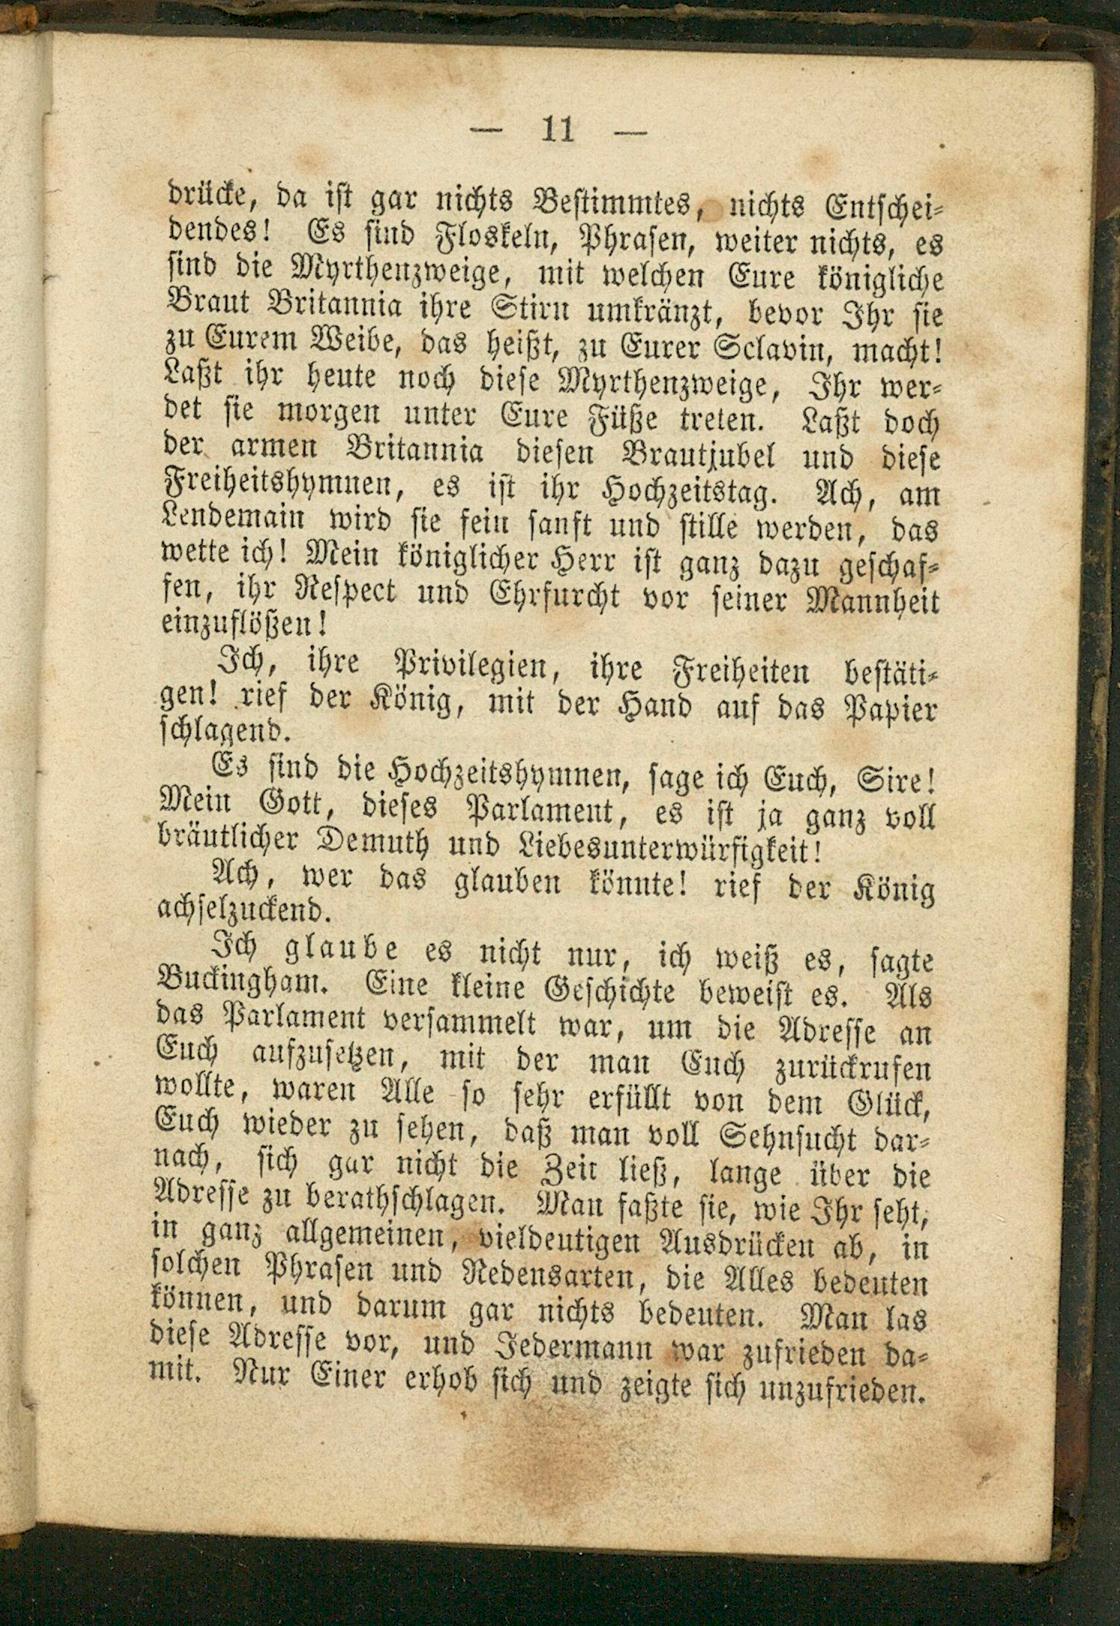 — 11 —
drücke, da ist gar nichts Bestimmtes, nichts Entschei-
dendes! Es sind Floskeln, Phrasen, weiter nichts, es
sind die Myrthenzweige, mit welchen Eure königliche
Braut Britannia ihre Stirn umkränzt, bevor Ihr sie
zu Eurem Weibe, das heißt, zu Eurer Sclavin, macht!
Laßt ihr heute noch diese Myrthenzweige, Ihr wer-
det sie morgen unter Eure Füße treten. Laßt doch
der armen Britannia diesen Brautjubel und diese
Freiheitshymnen, es ist ihr Hochzeitstag. Ach, am
Lendemain wird sie fein sanft und stille werden, das
wette ich! Mein königlicher Herr ist ganz dazu geschaf-
fen, ihr Respect und Ehrfurcht vor seiner Mannheit
einzuflößen!
Ich, ihre Privilegien, ihre Freiheiten bestäti-
gen! rief der König, mit der Hand auf das Papier
schlagend.
Es sind die Hochzeitshymnen, sage ich Euch, Sire!
Mein Gott, dieses Parlament, es ist ja ganz voll
bräutlicher Demuth und Liebesunterwürfigkeit!
Ach, wer das glauben könnte! rief der König
achselzuckend.
Ich glaube es nicht nur, ich weiß es, sagte
Buckingham. Eine kleine Geschichte beweist es. Als
das Parlament versammelt war, um die Adresse an
Euch aufzusetzen, mit der man Euch zurückrufen
wollte, waren Alle so sehr erfüllt von dem Glück,
Euch wieder zu sehen, daß man voll Sehnsucht dar-
nach, sich gar nicht die Zeit ließ, lange über die
Adresse zu berathschlagen. Man faßte sie, wie Ihr seht,
in ganz allgemeinen, vieldeutigen Ausdrücken ab, in
solchen Phrasen und Redensarten, die Alles bedeuten
können, und darum gar nichts bedeuten. Man las
diese Adresse vor, und Jedermann war zufrieden da-
mit. Nur Einer erhob sich und zeigte sich unzufrieden.